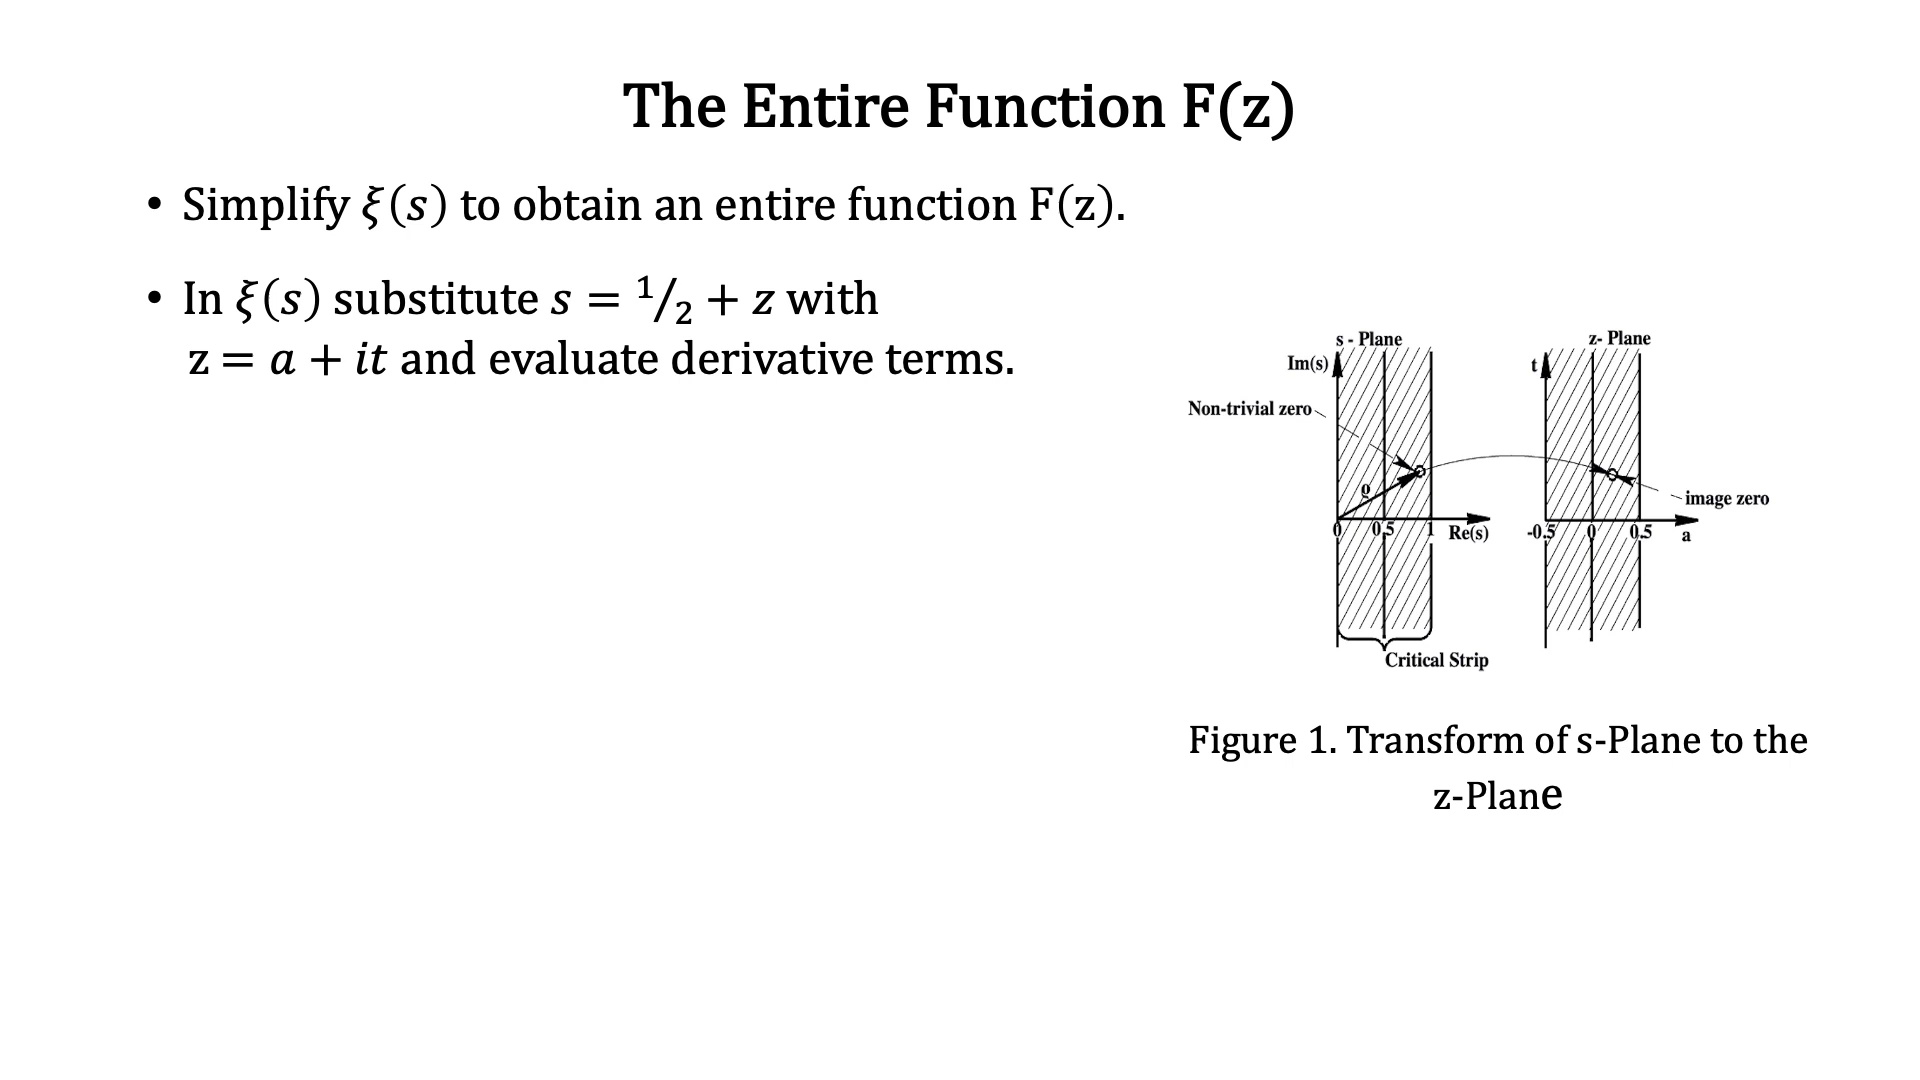 The Entire Function F(z)
• Simplify ξ(s) to obtain an entire function F(z).
• In ξ(s) substitute s = 1/2 + z with
z = a + it and evaluate derivative terms.
s - Plane
z- Plane
Im(s)
t
Non-trivial zero
ϱ
image zero
0 0.5 1 Re(s)
-0.5 0 0.5 a
Critical Strip
Figure 1. Transform of s-Plane to the
z-Plane